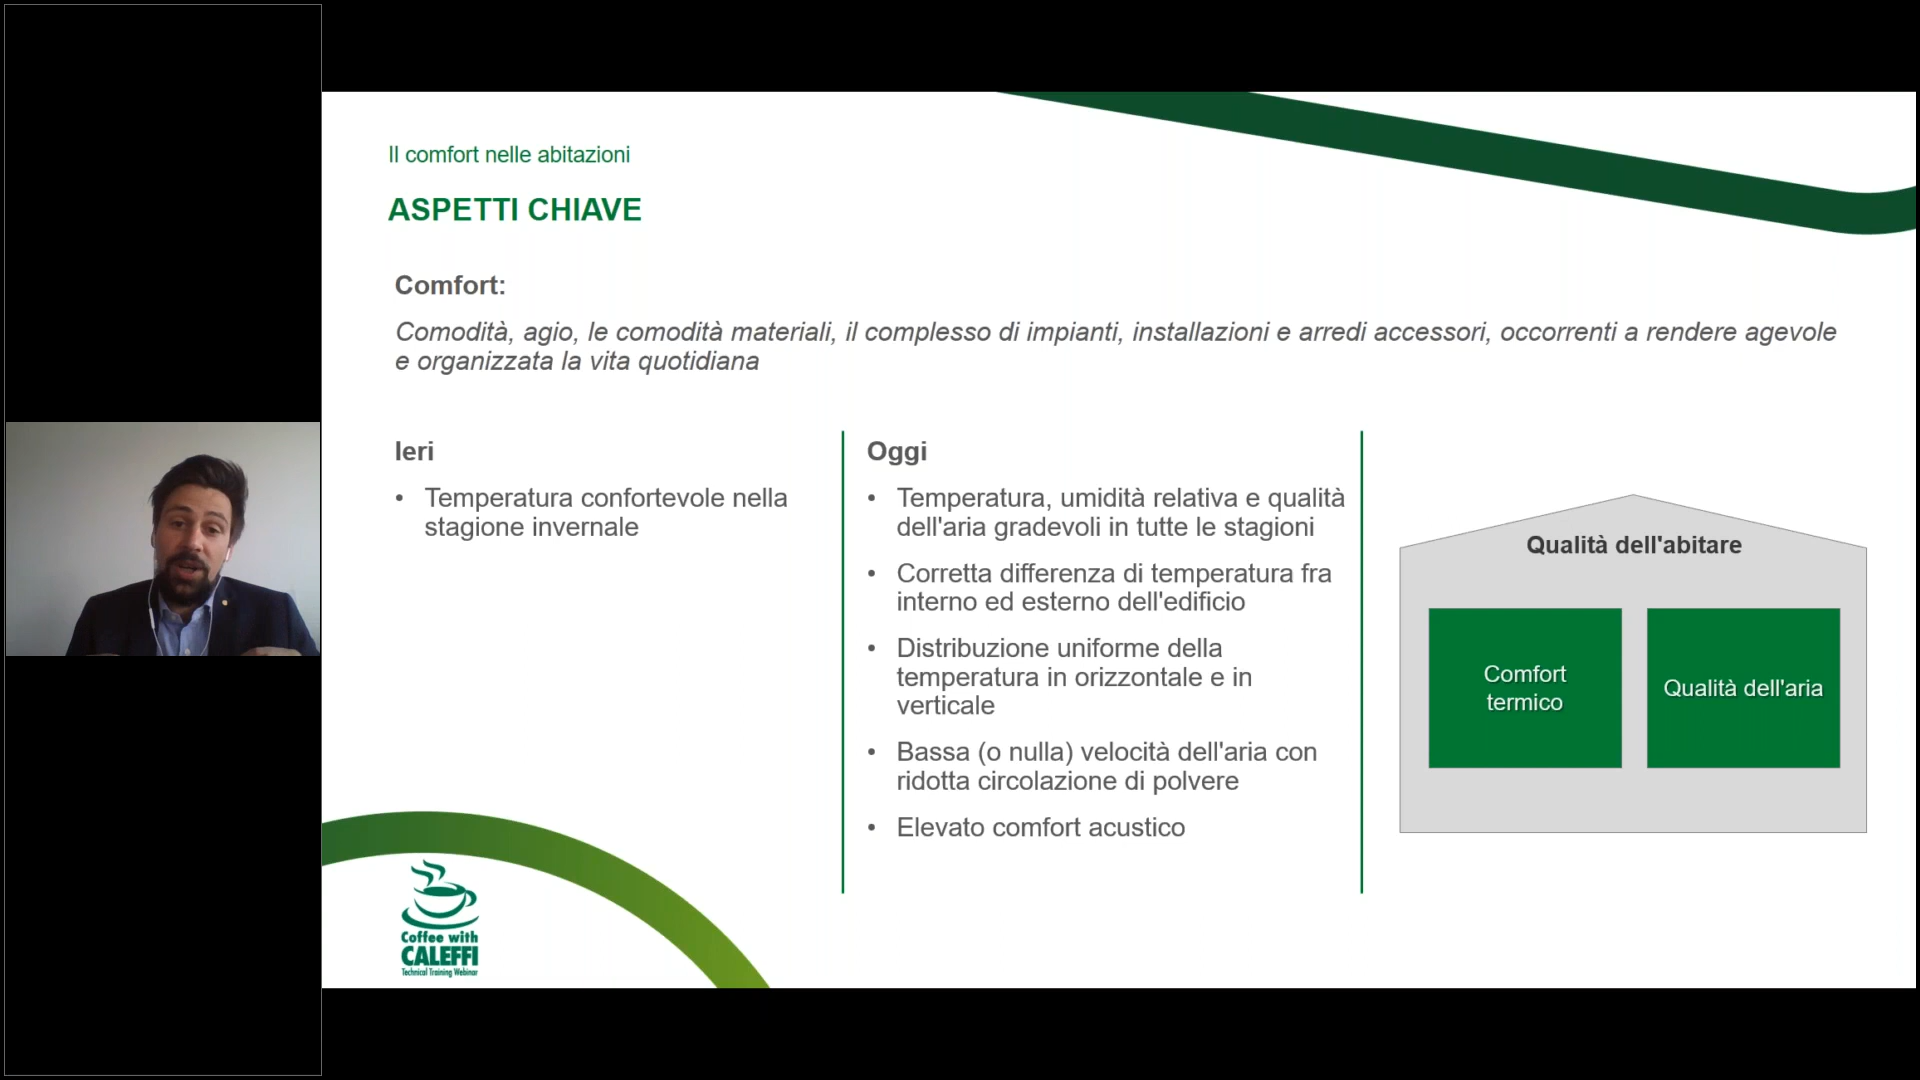 Il comfort nelle abitazioni
ASPETTI CHIAVE
Comfort:
Comodità, agio, le comodità materiali, il complesso di impianti, installazioni e arredi accessori, occorrenti a rendere agevole
e organizzata la vita quotidiana
Ieri
• Temperatura confortevole nella
stagione invernale
Oggi
• Temperatura, umidità relativa e qualità
dell'aria gradevoli in tutte le stagioni
• Corretta differenza di temperatura fra
interno ed esterno dell'edificio
• Distribuzione uniforme della
temperatura in orizzontale e in
verticale
• Bassa (o nulla) velocità dell'aria con
ridotta circolazione di polvere
• Elevato comfort acustico
Qualità dell'abitare
Comfort
termico
Qualità dell'aria
Coffee with
CALEFFI
Technical Training Webinar